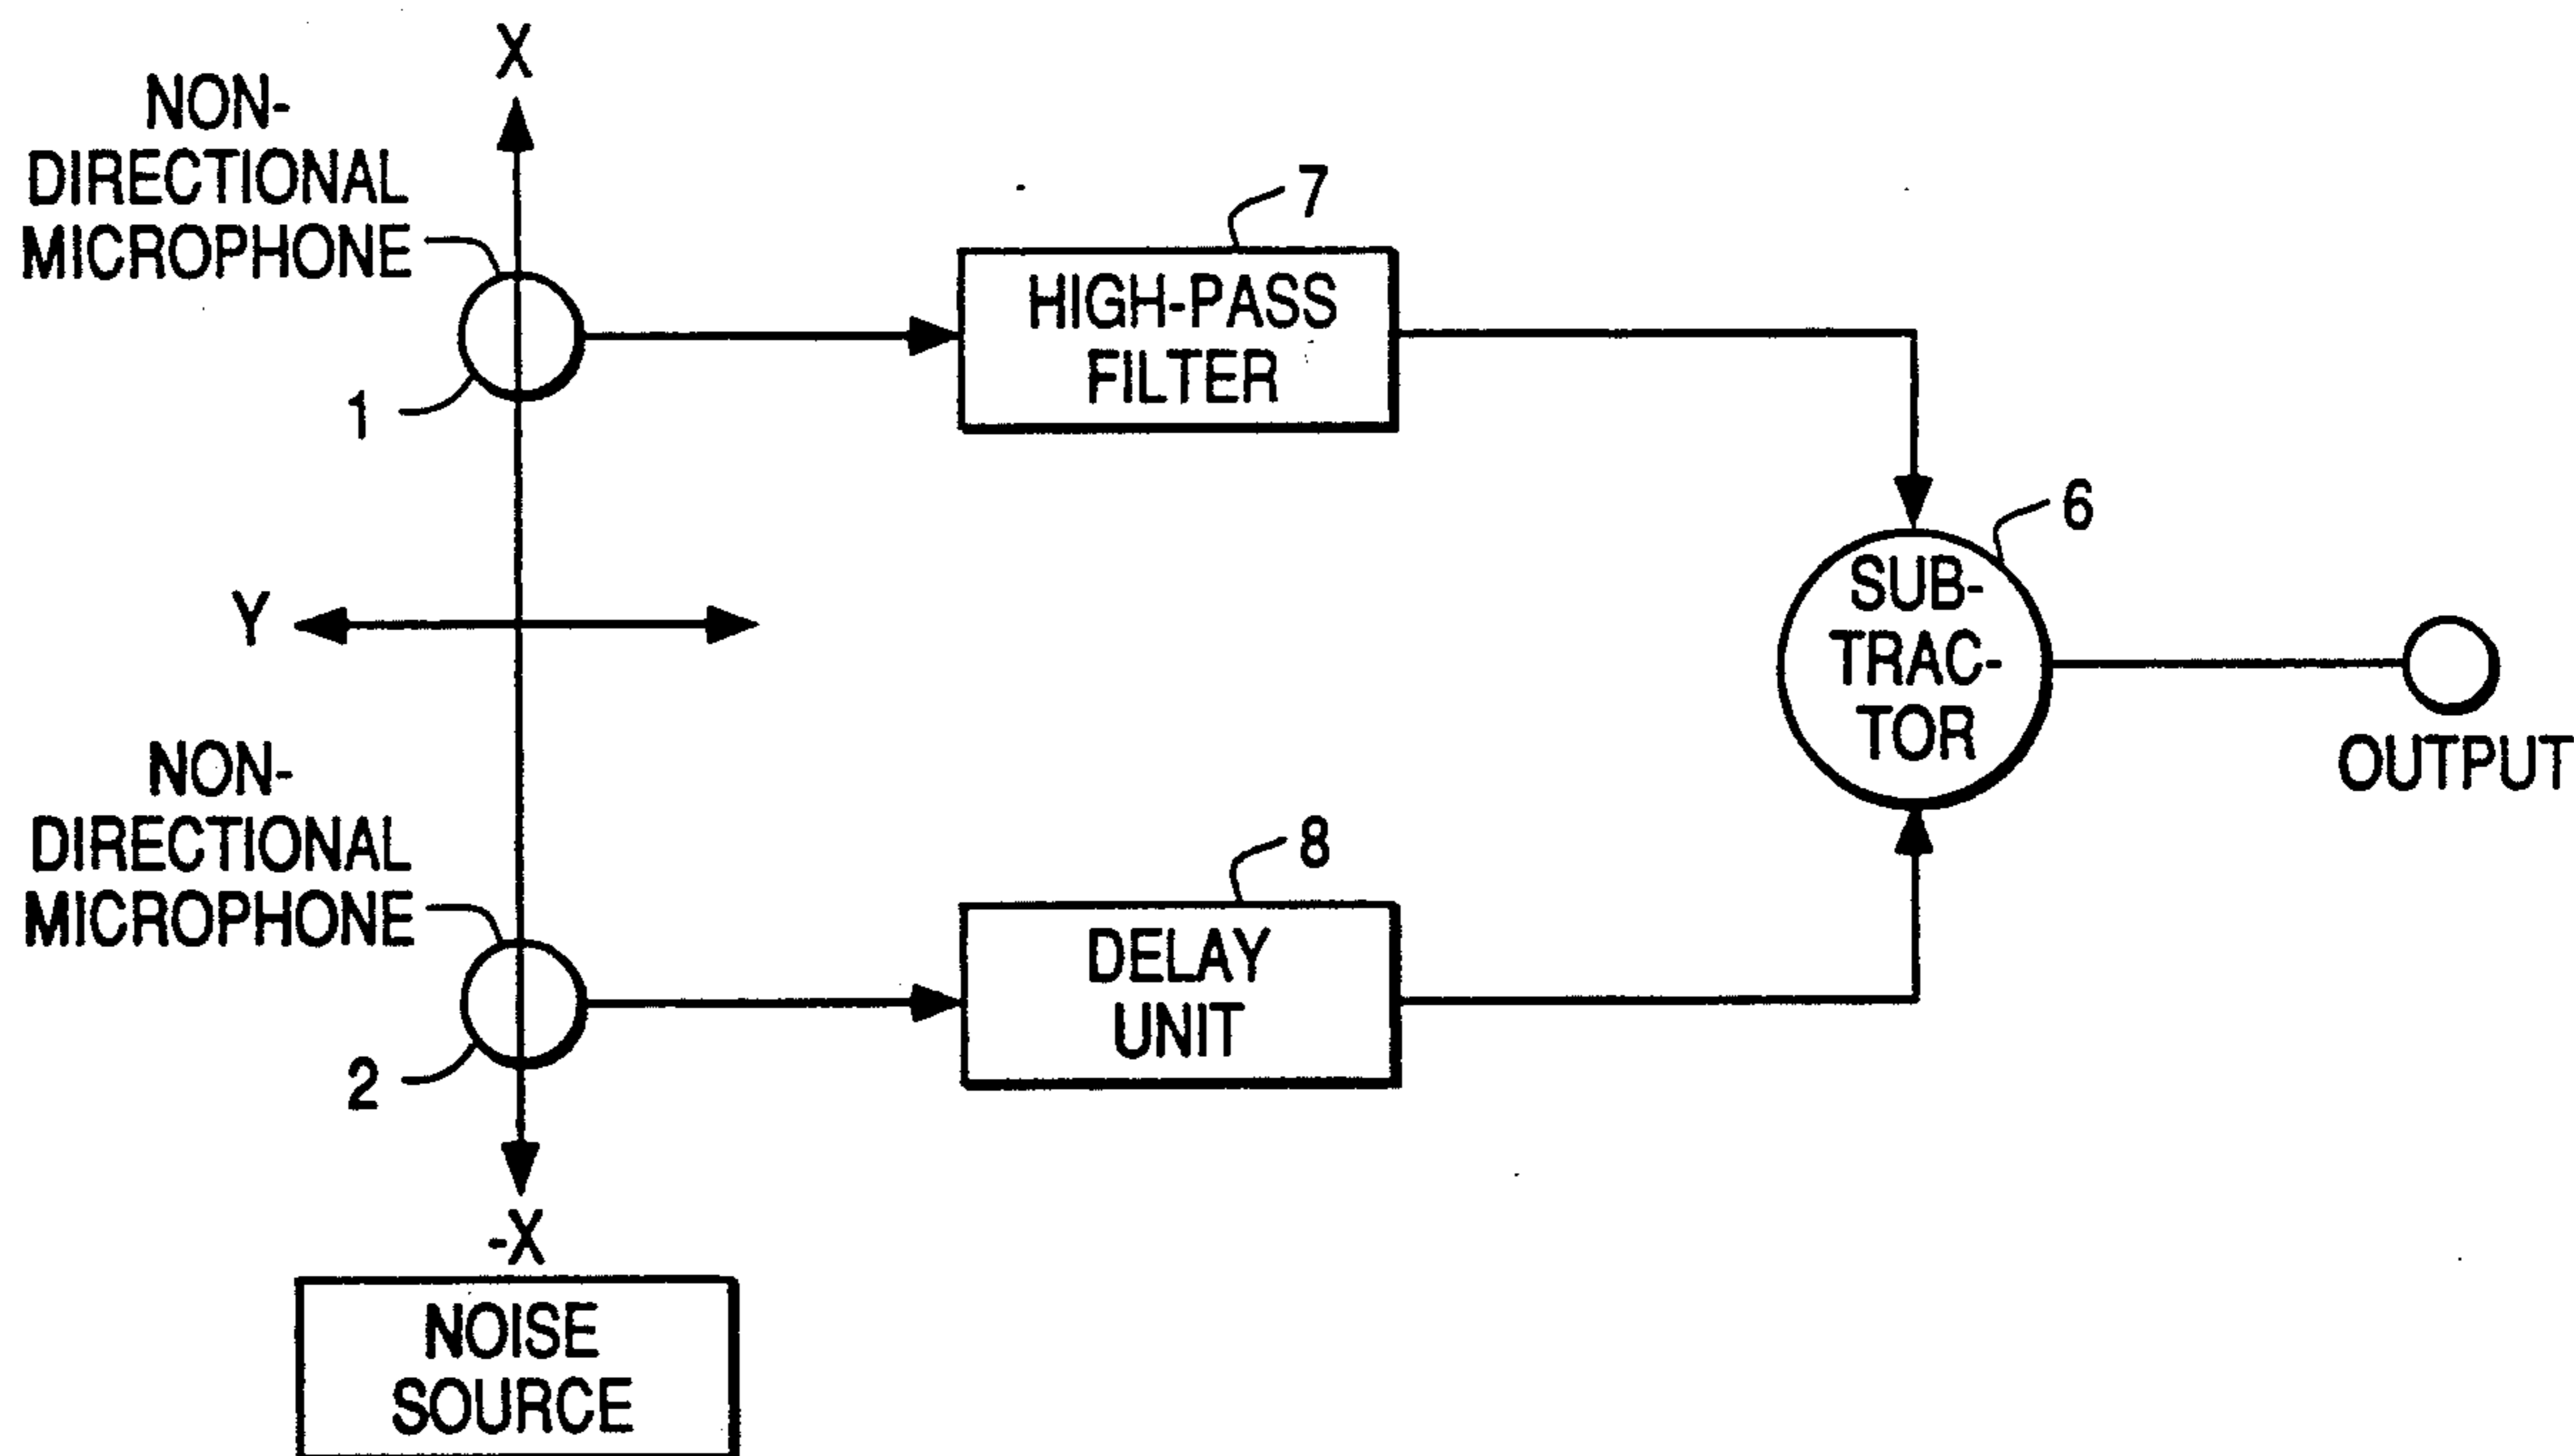 X
NON-
DIRECTIONAL
MICROPHONE
1
7
HIGH-PASS
FILTER
Y
6
SUB-
TRAC-
TOR
OUTPUT
NON-
DIRECTIONAL
MICROPHONE
2
8
DELAY
UNIT
-X
NOISE
SOURCE